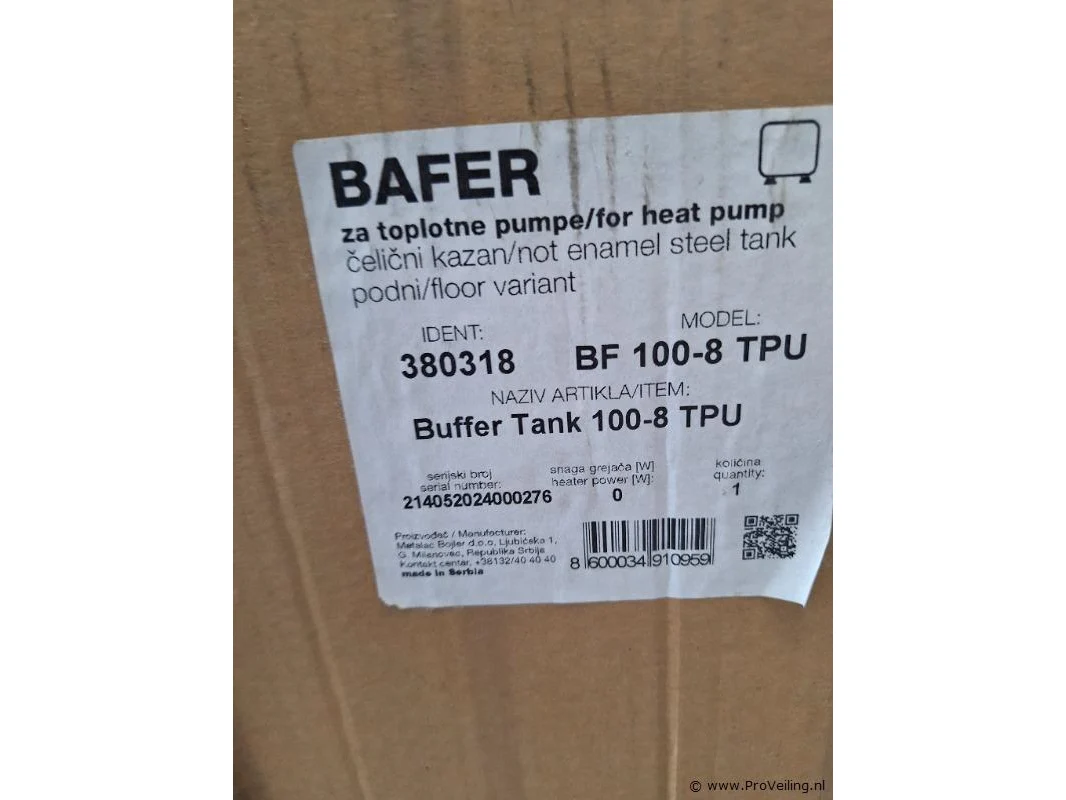 BAFER
za toplotne pumpe/for heat pump
čelični kazan/not enamel steel tank
podni/floor variant
IDENT: MODEL:
380318 BF 100-8 TPU
NAZIV ARTIKLA/ITEM:
Buffer Tank 100-8 TPU
serijski broj snaga grejača [W] količina
serial number: heater power [W]: quantity:
214052024000276 0 1
Proizvođač / Manufacturer:
Metalac Bojler d.o.o, Ljubićska 1,
G. Milanovac, Republika Srbija
Kontakt centar, +38132/40 40 40
made in Serbia
8 600034 910959
© www.ProVeiling.nl